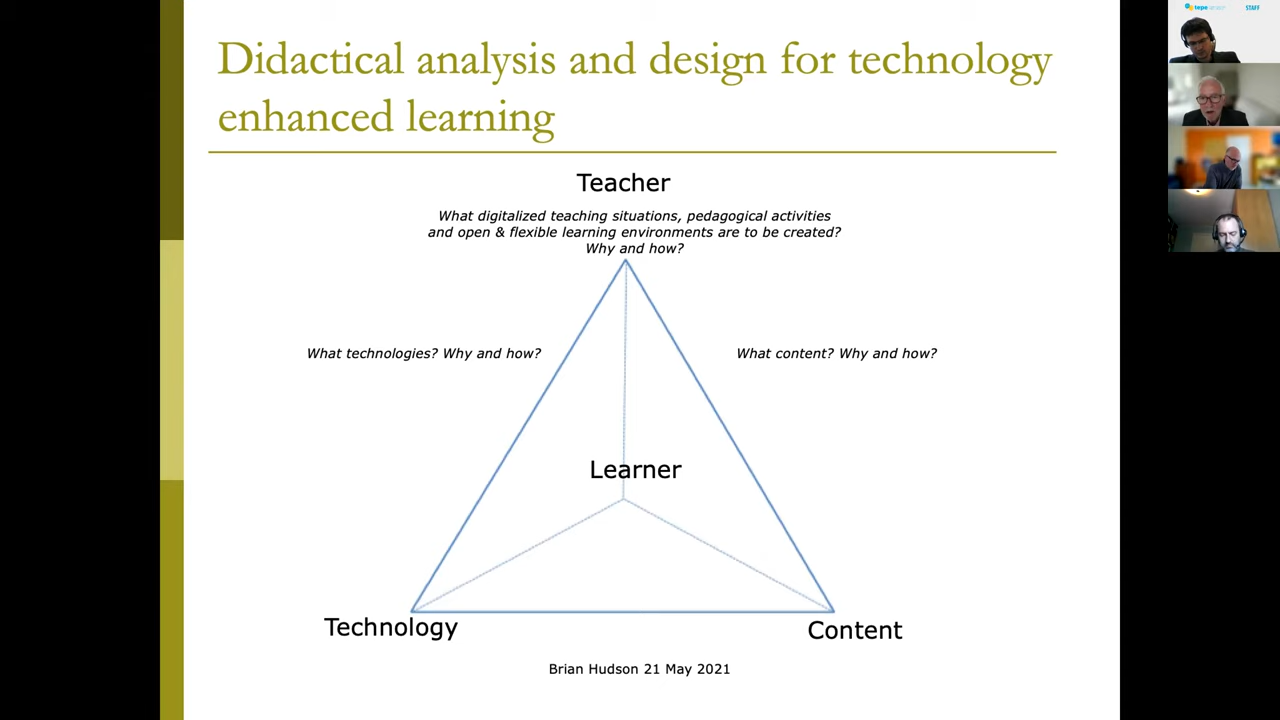 Didactical analysis and design for technology
enhanced learning
Teacher
What digitalized teaching situations, pedagogical activities
and open & flexible learning environments are to be created?
Why and how?
What technologies? Why and how?
What content? Why and how?
Learner
Technology
Content
Brian Hudson 21 May 2021
tepe
STAFF